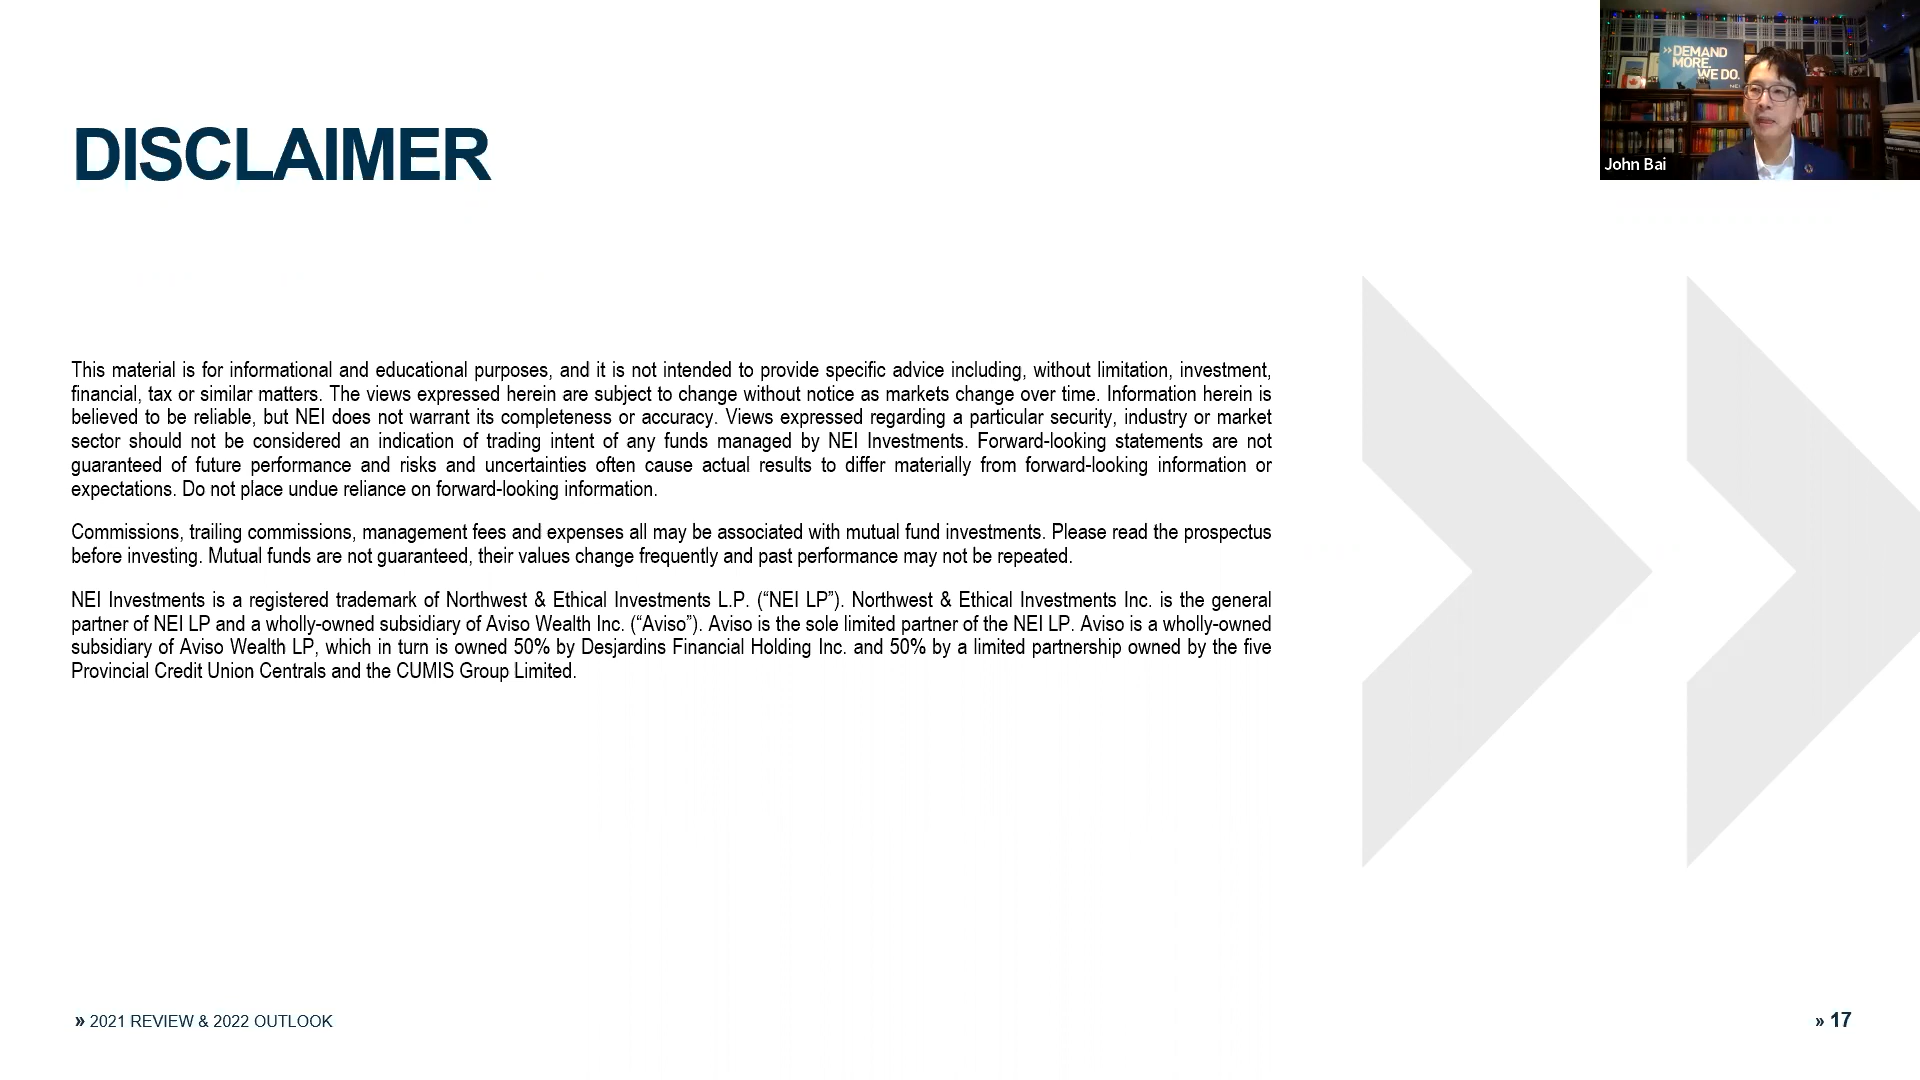 »DEMAND
MORE.
WE DO.
NEI
John Bai
DISCLAIMER
This material is for informational and educational purposes, and it is not intended to provide specific advice including, without limitation, investment,
financial, tax or similar matters. The views expressed herein are subject to change without notice as markets change over time. Information herein is
believed to be reliable, but NEI does not warrant its completeness or accuracy. Views expressed regarding a particular security, industry or market
sector should not be considered an indication of trading intent of any funds managed by NEI Investments. Forward-looking statements are not
guaranteed of future performance and risks and uncertainties often cause actual results to differ materially from forward-looking information or
expectations. Do not place undue reliance on forward-looking information.
Commissions, trailing commissions, management fees and expenses all may be associated with mutual fund investments. Please read the prospectus
before investing. Mutual funds are not guaranteed, their values change frequently and past performance may not be repeated.
NEI Investments is a registered trademark of Northwest & Ethical Investments L.P. (“NEI LP”). Northwest & Ethical Investments Inc. is the general
partner of NEI LP and a wholly-owned subsidiary of Aviso Wealth Inc. (“Aviso”). Aviso is the sole limited partner of the NEI LP. Aviso is a wholly-owned
subsidiary of Aviso Wealth LP, which in turn is owned 50% by Desjardins Financial Holding Inc. and 50% by a limited partnership owned by the five
Provincial Credit Union Centrals and the CUMIS Group Limited.
» 2021 REVIEW & 2022 OUTLOOK
» 17